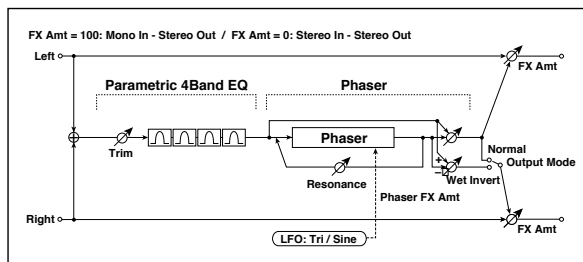 FX Amt = 100: Mono In - Stereo Out / FX Amt = 0: Stereo In - Stereo Out
Left
FX Amt
Parametric 4Band EQ
Phaser
Trim
Phaser
Resonance
+
−
Wet Invert
Normal
Output Mode
Phaser FX Amt
Right
FX Amt
LFO: Tri / Sine